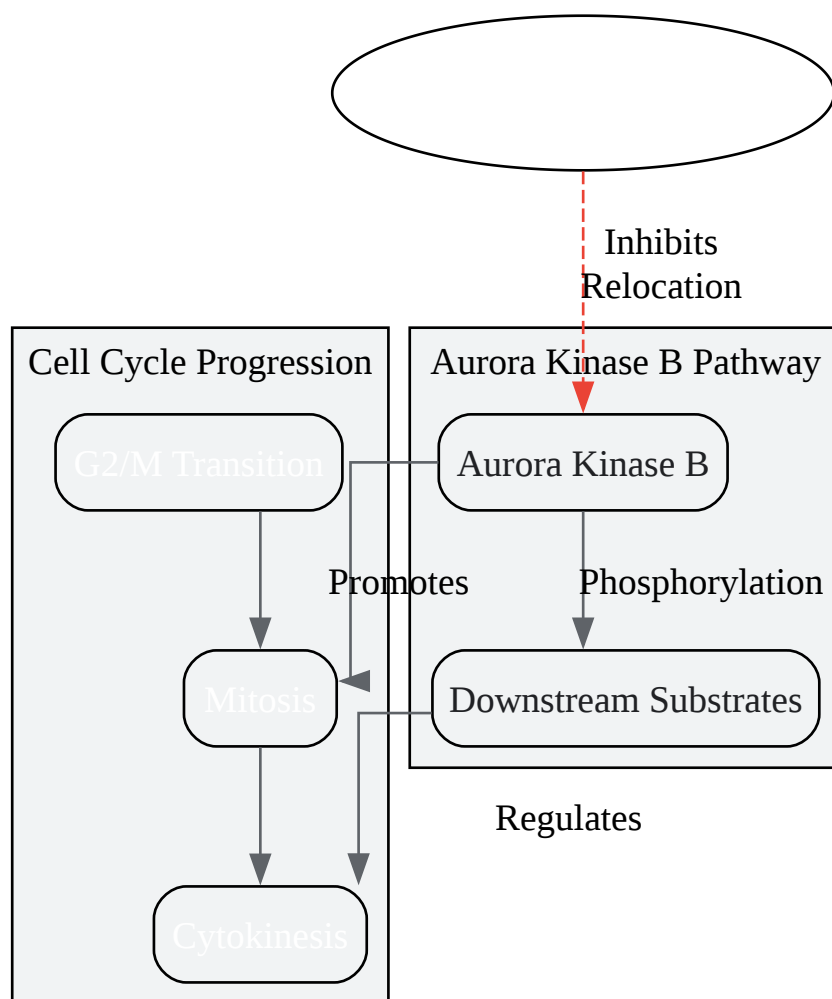 Inhibits
Relocation
Cell Cycle Progression
Aurora Kinase B Pathway
G2/M Transition
Aurora Kinase B
Promotes
Phosphorylation
Mitosis
Downstream Substrates
Regulates
Cytokinesis